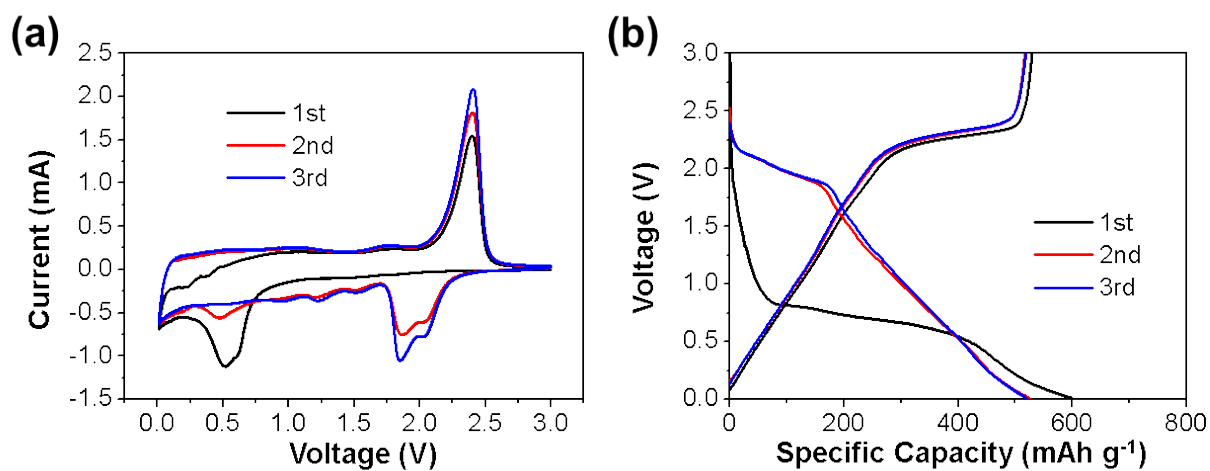 (a)
2.5
2.0
1.5
1.0
0.5
0.0
-0.5
-1.0
-1.5
Current (mA)
1st
2nd
3rd
0.0 0.5 1.0 1.5 2.0 2.5 3.0
Voltage (V)
(b)
3.0
2.5
2.0
1.5
1.0
0.5
0.0
Voltage (V)
1st
2nd
3rd
0 200 400 600 800
Specific Capacity (mAh g⁻¹)